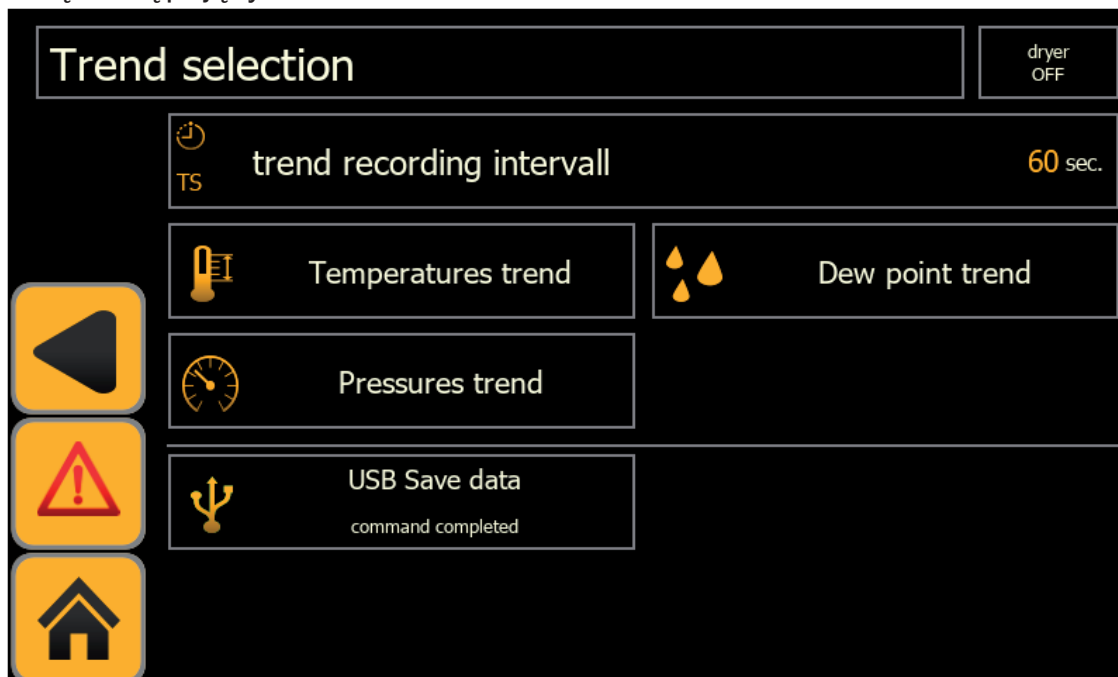 Trend selection
dryer
OFF
TS
trend recording intervall
60 sec.
Temperatures trend
Dew point trend
Pressures trend
USB Save data
command completed